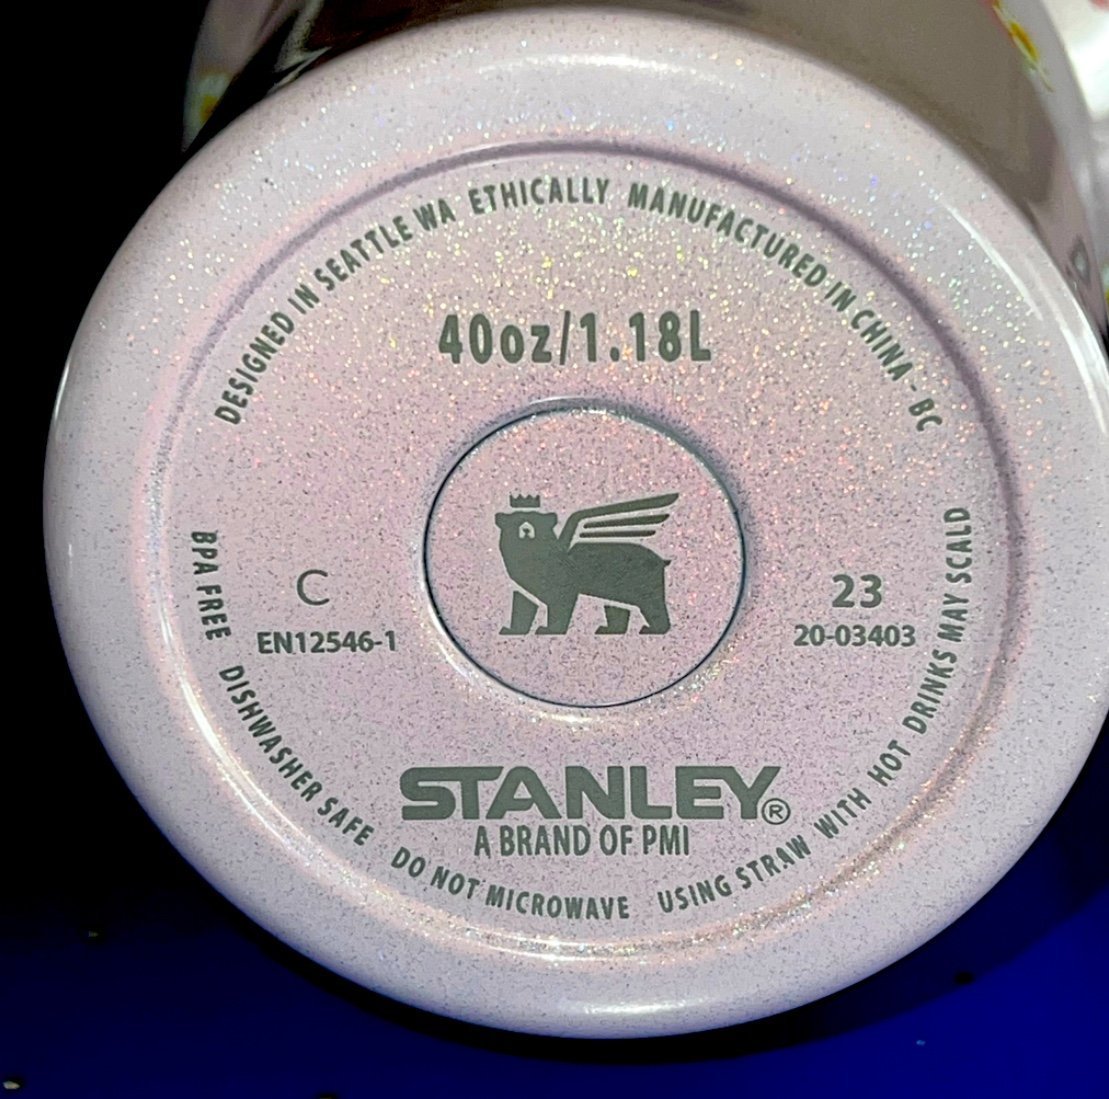 DESIGNED IN SEATTLE WA ETHICALLY MANUFACTURED IN CHINA - BC
40oz/1.18L
C
EN12546-1
23
20-03403
STANLEY®
A BRAND OF PMI
BPA FREE DISHWASHER SAFE DO NOT MICROWAVE USING STRAW WITH HOT DRINKS MAY SCALD